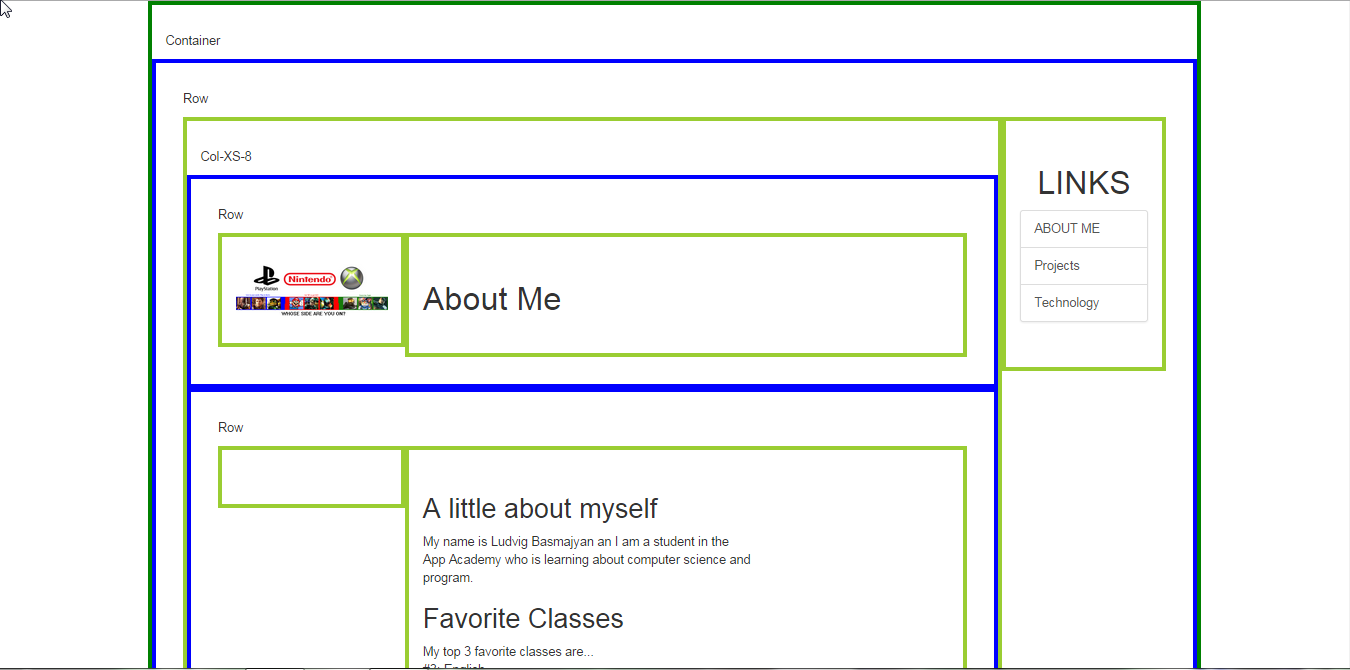 Container
Row
Col-XS-8
LINKS
ABOUT ME
Projects
Technology
Row
PlayStation
Nintendo
WHOSE SIDE ARE YOU ON?
About Me
Row
A little about myself
My name is Ludvig Basmajyan an I am a student in the
App Academy who is learning about computer science and
program.
Favorite Classes
My top 3 favorite classes are...
#3: English